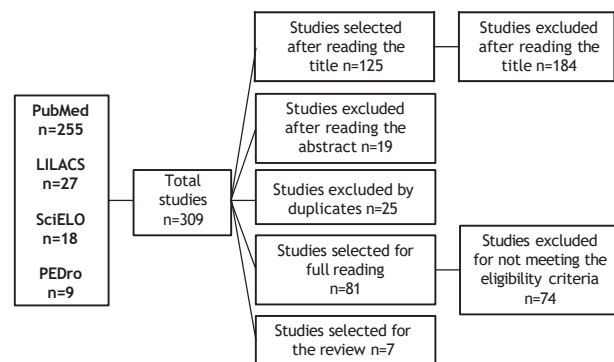 PubMed
n=255
LILACS
n=27
SciELO
n=18
PEDro
n=9
Total
studies
n=309
Studies selected
after reading the
title n=125
Studies excluded
after reading the
title n=184
Studies excluded
after reading the
abstract n=19
Studies excluded by
duplicates n=25
Studies selected for
full reading
n=81
Studies excluded
for not meeting the
eligibility criteria
n=74
Studies selected for
the review n=7